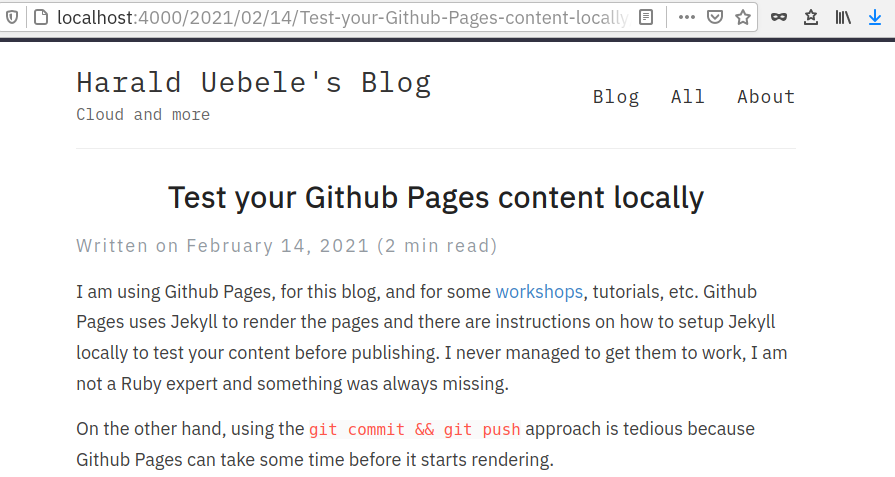 localhost:4000/2021/02/14/Test-your-Github-Pages-content-locally
Harald Uebele's Blog
Cloud and more
Blog All About
Test your Github Pages content locally
Written on February 14, 2021 (2 min read)
I am using Github Pages, for this blog, and for some workshops, tutorials, etc. Github
Pages uses Jekyll to render the pages and there are instructions on how to setup Jekyll
locally to test your content before publishing. I never managed to get them to work, I am
not a Ruby expert and something was always missing.
On the other hand, using the git commit && git push approach is tedious because
Github Pages can take some time before it starts rendering.